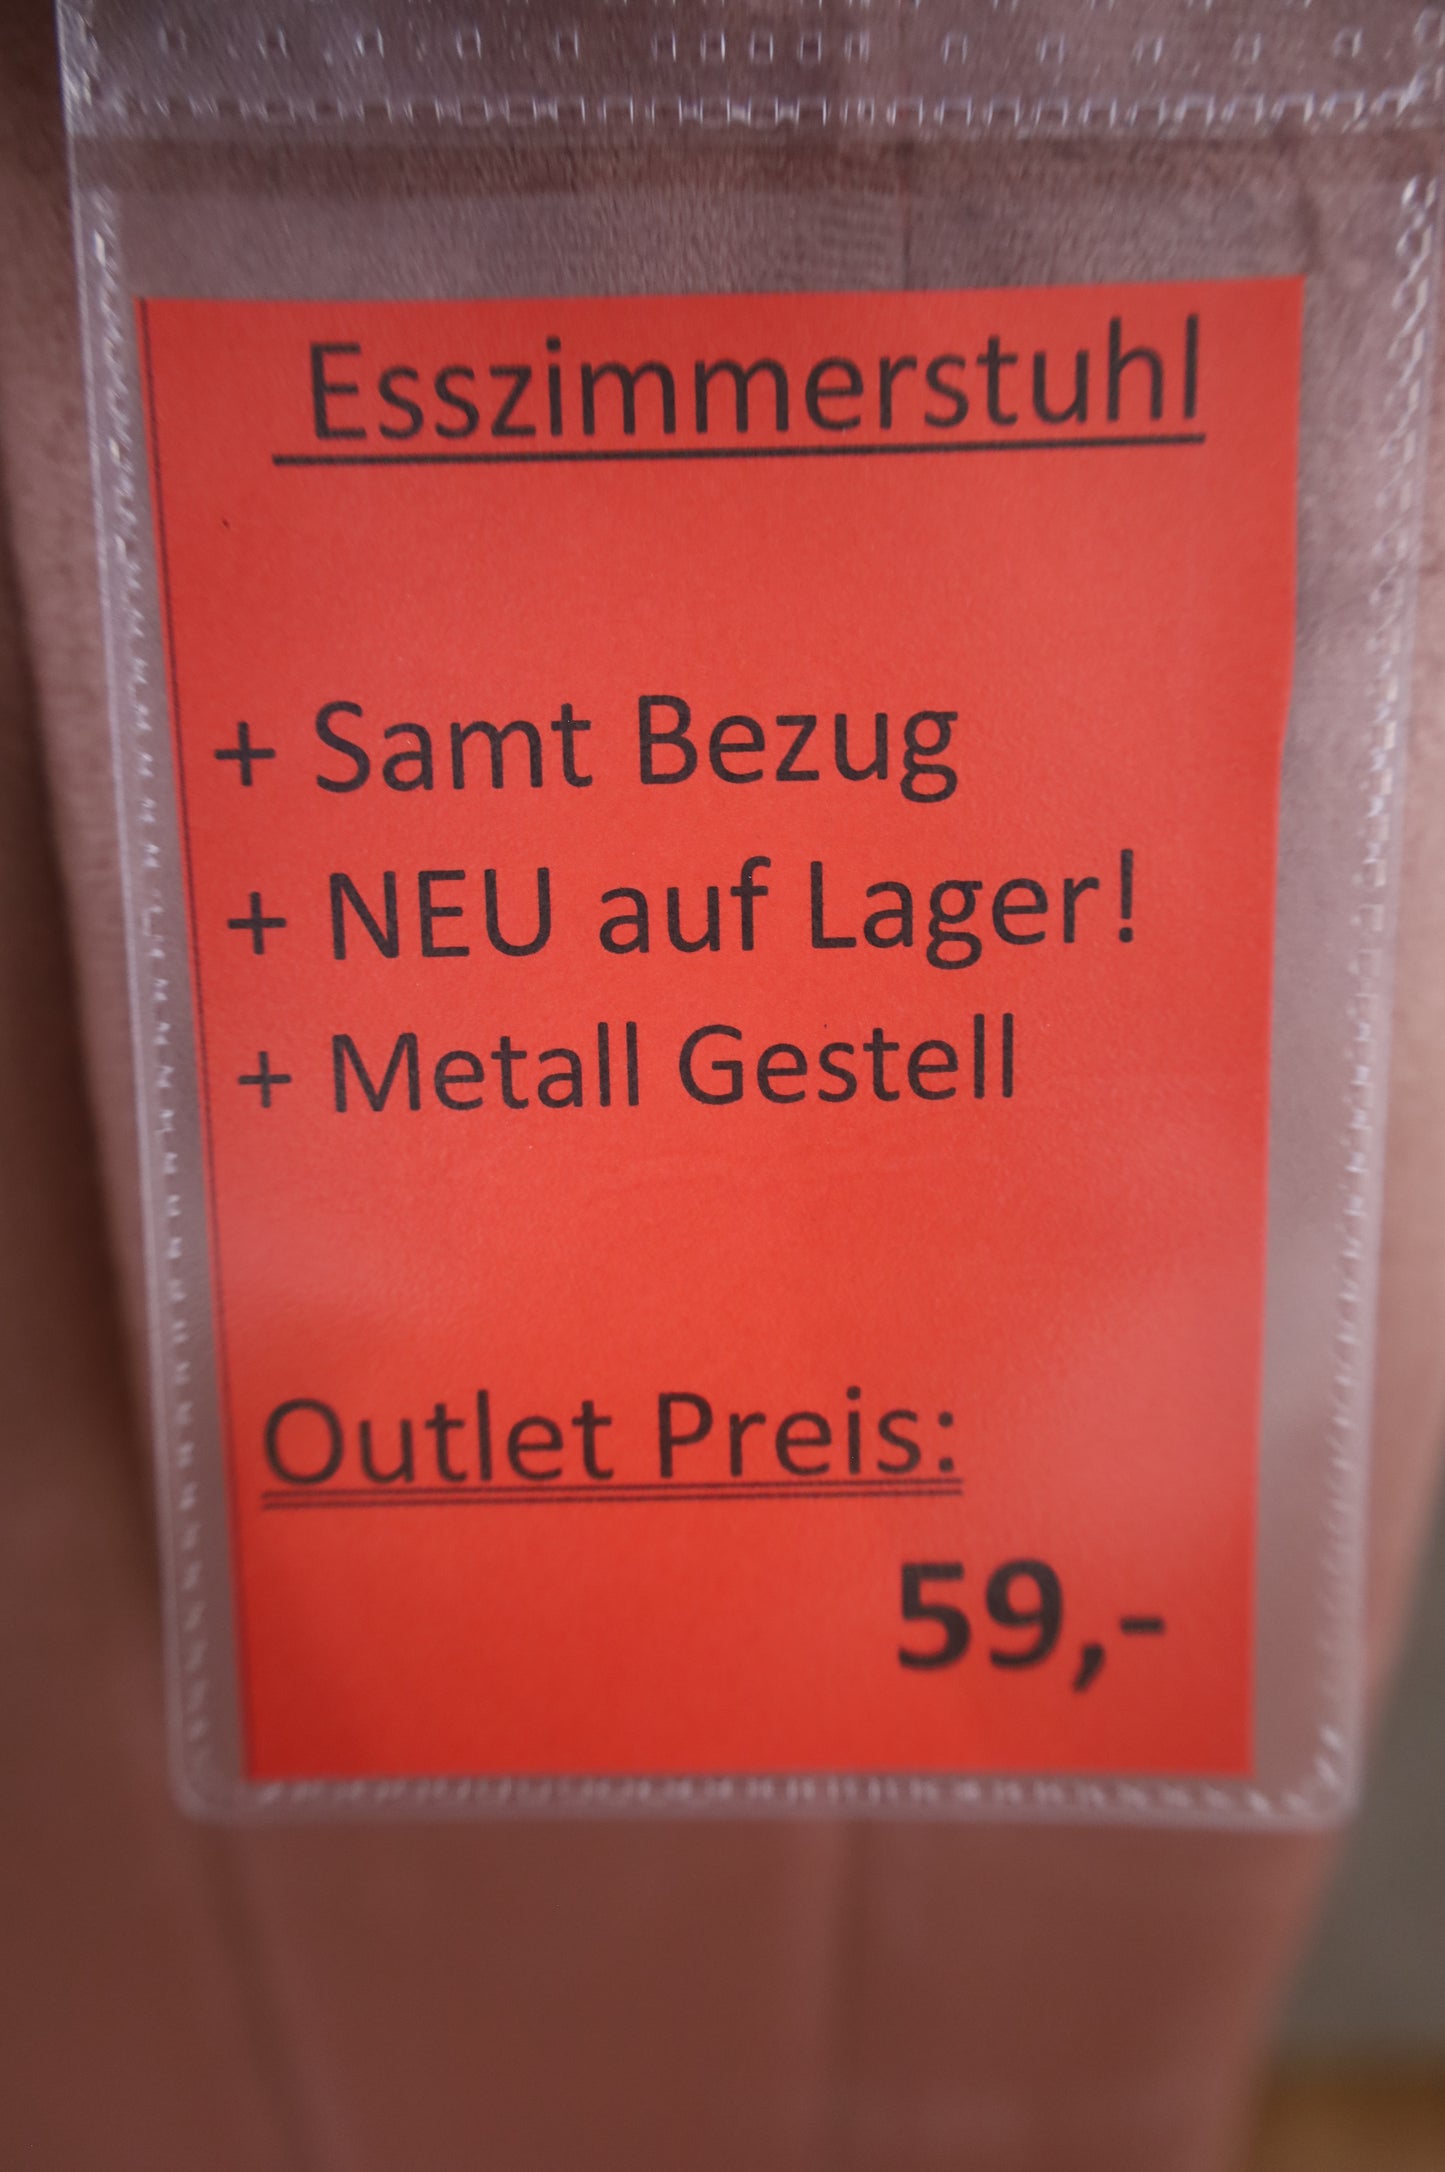 Esszimmerstuhl
+ Samt Bezug
+ NEU auf Lager!
+ Metall Gestell
Outlet Preis:
59,-